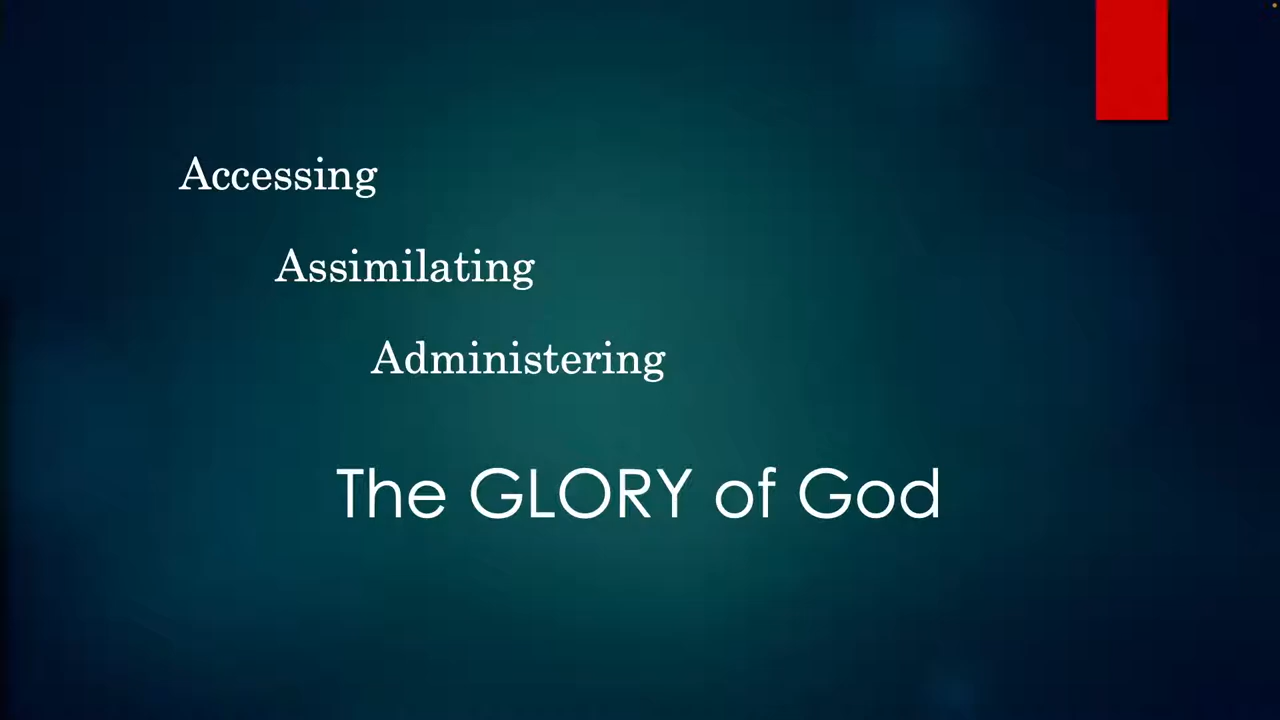 Accessing
Assimilating
Administering
The GLORY of God